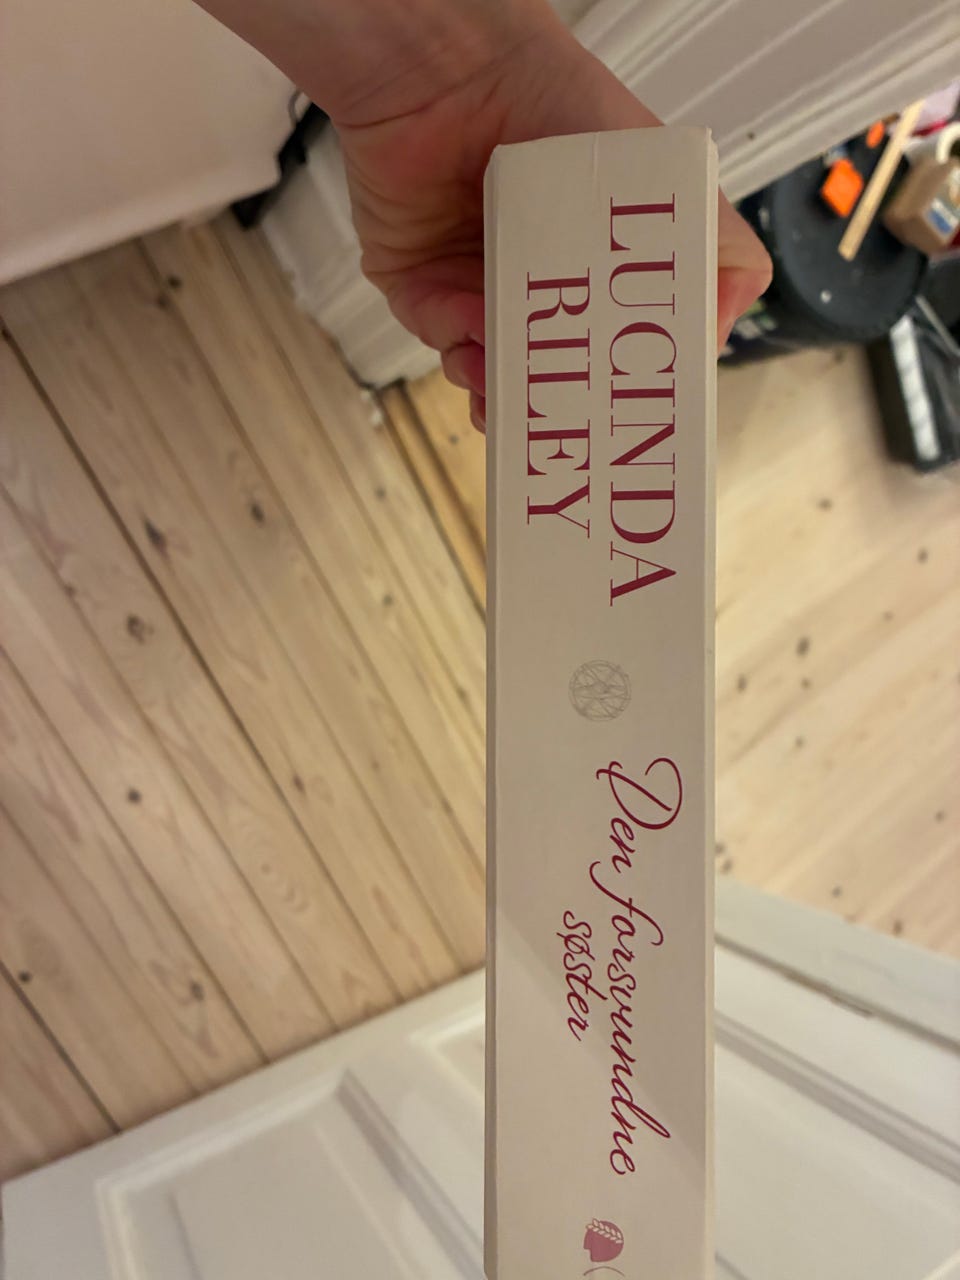 LUCINDA
RILEY
Den forsvundne
søster